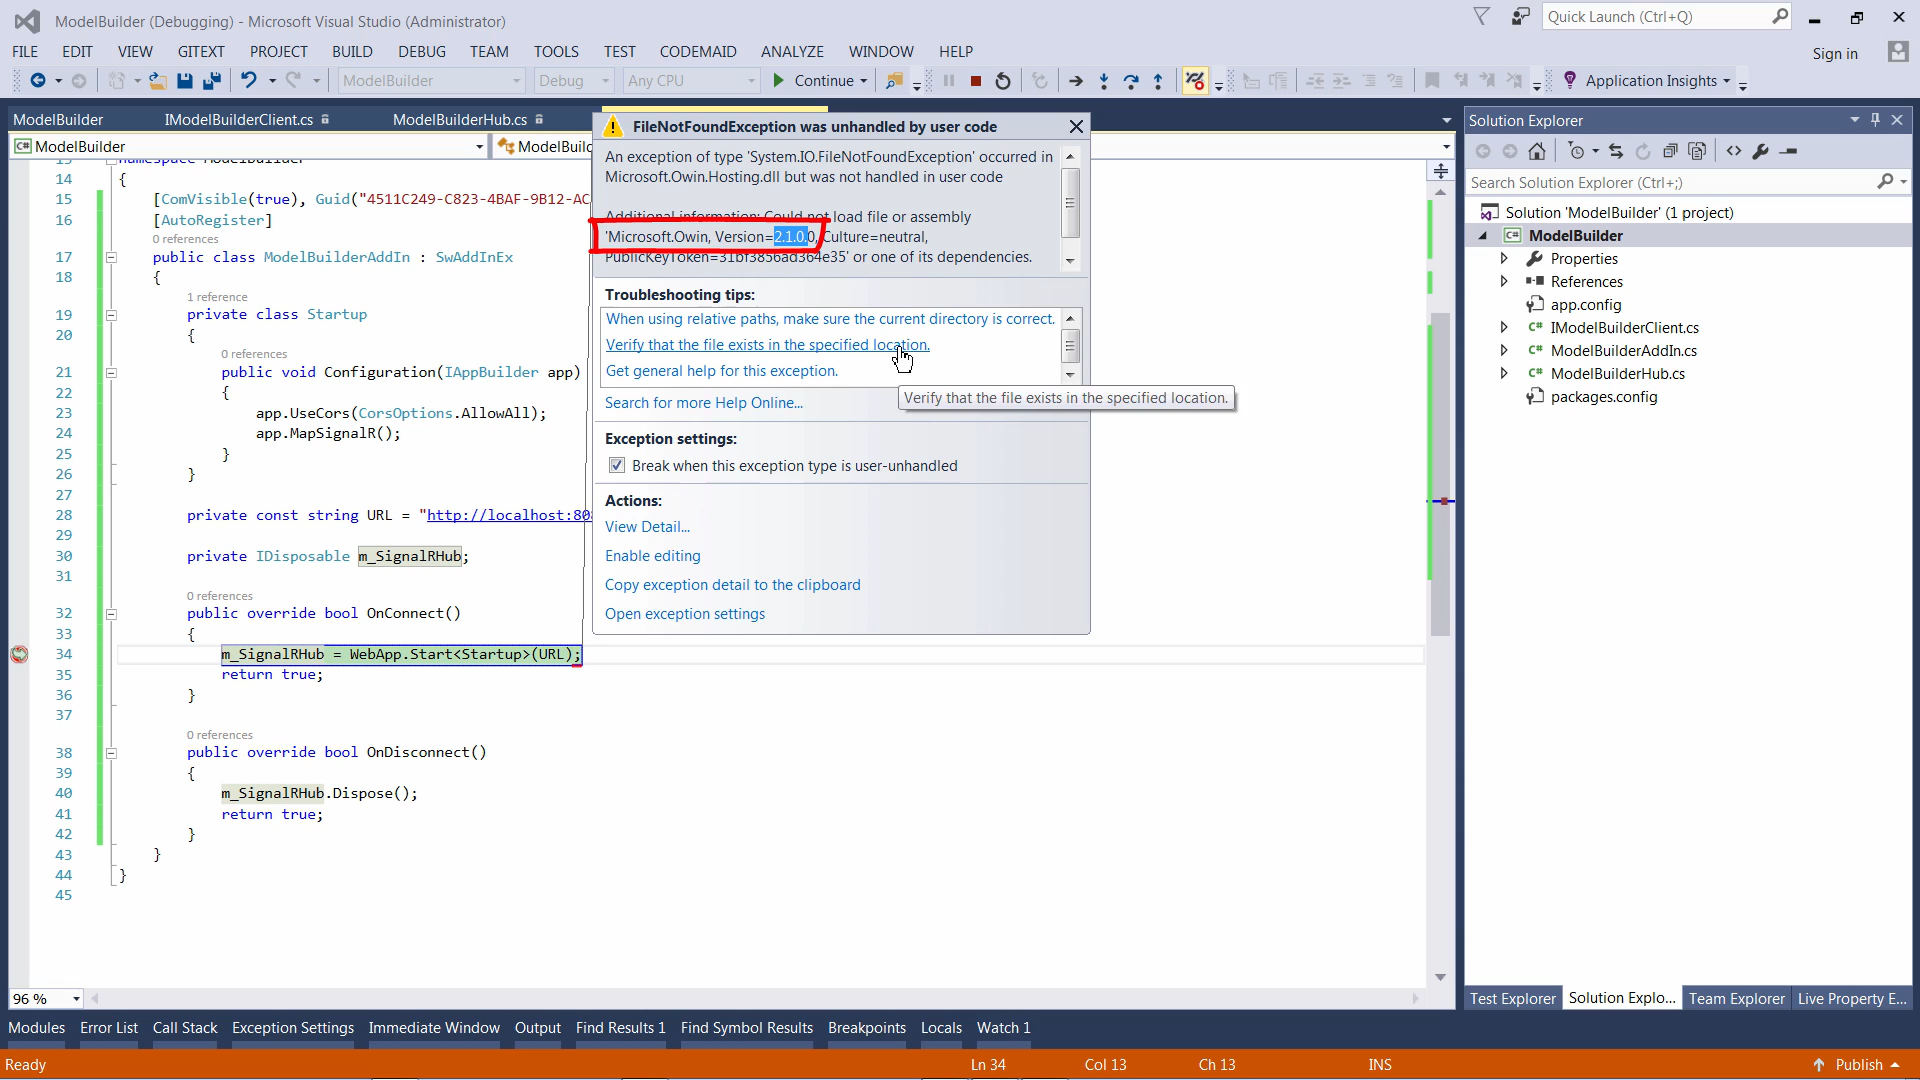 ModelBuilder (Debugging) - Microsoft Visual Studio (Administrator)
Quick Launch (Ctrl+Q)
FILE EDIT VIEW GITEXT PROJECT BUILD DEBUG TEAM TOOLS TEST CODEMAID ANALYZE WINDOW HELP
Sign in
ModelBuilder Debug Any CPU Continue Application Insights
ModelBuilder IModelBuilderClient.cs ModelBuilderHub.cs
ModelBuilder
14 {
15 [ComVisible(true), Guid("4511C249-C823-4BAF-9B12-AC
16 [AutoRegister]
0 references
17 public class ModelBuilderAddIn : SwAddInEx
18 {
1 reference
19 private class Startup
20 {
0 references
21 public void Configuration(IAppBuilder app)
22 {
23 app.UseCors(CorsOptions.AllowAll);
24 app.MapSignalR();
25 }
26 }
27
28 private const string URL = "http://localhost:80
29
30 private IDisposable m_SignalRHub;
31
0 references
32 public override bool OnConnect()
33 {
34 m_SignalRHub = WebApp.Start<Startup>(URL);
35 return true;
36 }
37
0 references
38 public override bool OnDisconnect()
39 {
40 m_SignalRHub.Dispose();
41 return true;
42 }
43 }
44 }
45
FileNotFoundException was unhandled by user code
An exception of type 'System.IO.FileNotFoundException' occurred in
Microsoft.Owin.Hosting.dll but was not handled in user code
Additional information: Could not load file or assembly
'Microsoft.Owin, Version=2.1.0.0, Culture=neutral,
PublicKeyToken=31bf3856ad364e35' or one of its dependencies.
Troubleshooting tips:
When using relative paths, make sure the current directory is correct.
Verify that the file exists in the specified location.
Get general help for this exception.
Verify that the file exists in the specified location.
Search for more Help Online...
Exception settings:
Break when this exception type is user-unhandled
Actions:
View Detail...
Enable editing
Copy exception detail to the clipboard
Open exception settings
Solution Explorer
Search Solution Explorer (Ctrl+;)
Solution 'ModelBuilder' (1 project)
ModelBuilder
Properties
References
app.config
IModelBuilderClient.cs
ModelBuilderAddIn.cs
ModelBuilderHub.cs
packages.config
96 %
Test Explorer Solution Explo... Team Explorer Live Property E...
Modules Error List Call Stack Exception Settings Immediate Window Output Find Results 1 Find Symbol Results Breakpoints Locals Watch 1
Ready Ln 34 Col 13 Ch 13 INS Publish